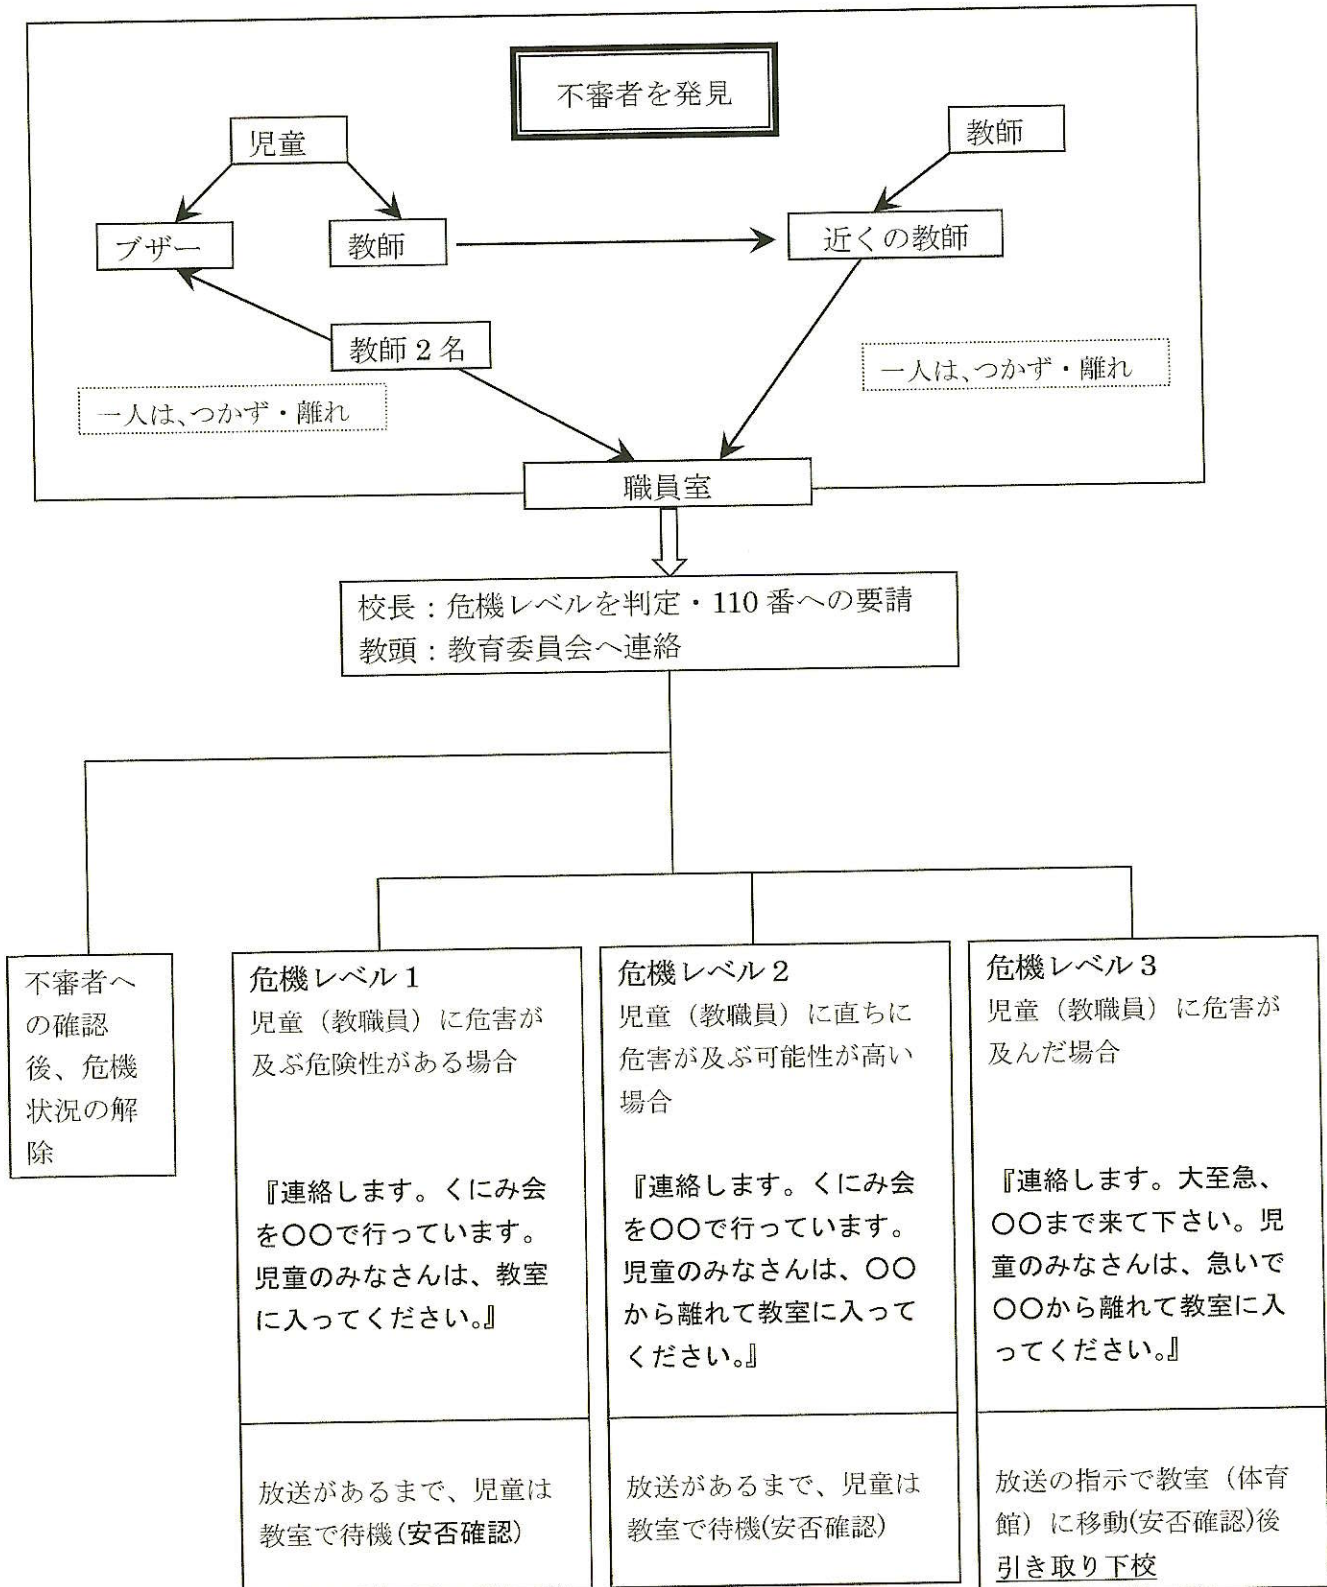 不審者を発見
児童
教師
ブザー
教師
近くの教師
教師2名
一人は、つかず・離れ
一人は、つかず・離れ
職員室
校長：危機レベルを判定・110番への要請
教頭：教育委員会へ連絡
不審者へ
の確認
後、危機
状況の解
除
危機レベル1
児童（教職員）に危害が
及ぶ危険性がある場合
『連絡します。くにみ会
を〇〇で行っています。
児童のみなさんは、教室
に入ってください。』
放送があるまで、児童は
教室で待機(安否確認)
危機レベル2
児童（教職員）に直ちに
危害が及ぶ可能性が高い
場合
『連絡します。くにみ会
を〇〇で行っています。
児童のみなさんは、〇〇
から離れて教室に入って
ください。』
放送があるまで、児童は
教室で待機(安否確認)
危機レベル3
児童（教職員）に危害が
及んだ場合
『連絡します。大至急、
〇〇まで来て下さい。児
童のみなさんは、急いで
〇〇から離れて教室に入
ってください。』
放送の指示で教室（体育
館）に移動(安否確認)後
引き取り下校